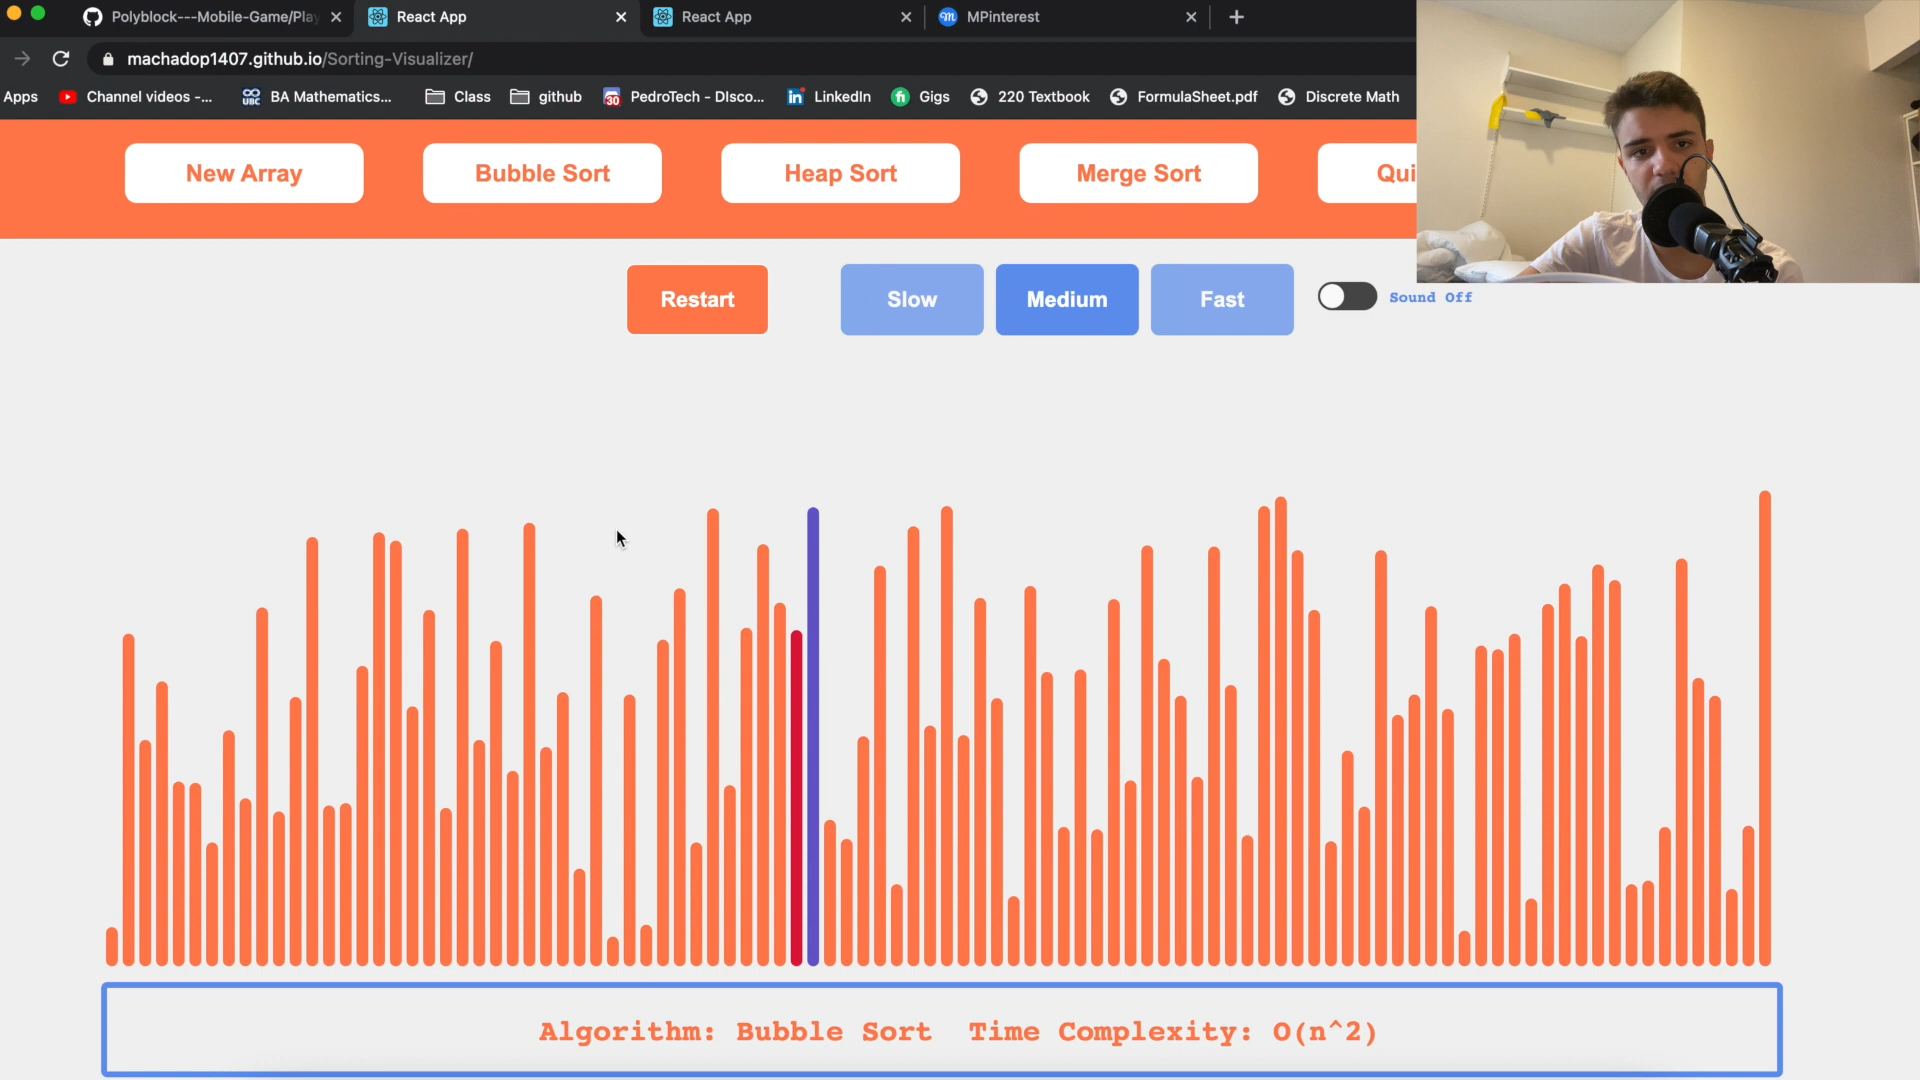 Polyblock---Mobile-Game/Play
React App
React App
MPinterest
machadop1407.github.io/Sorting-Visualizer/
Apps
Channel videos -...
BA Mathematics...
Class
github
PedroTech - DIsco...
LinkedIn
Gigs
220 Textbook
FormulaSheet.pdf
Discrete Math
New Array
Bubble Sort
Heap Sort
Merge Sort
Qui
Restart
Slow
Medium
Fast
Sound Off
Algorithm: Bubble Sort Time Complexity: O(n^2)